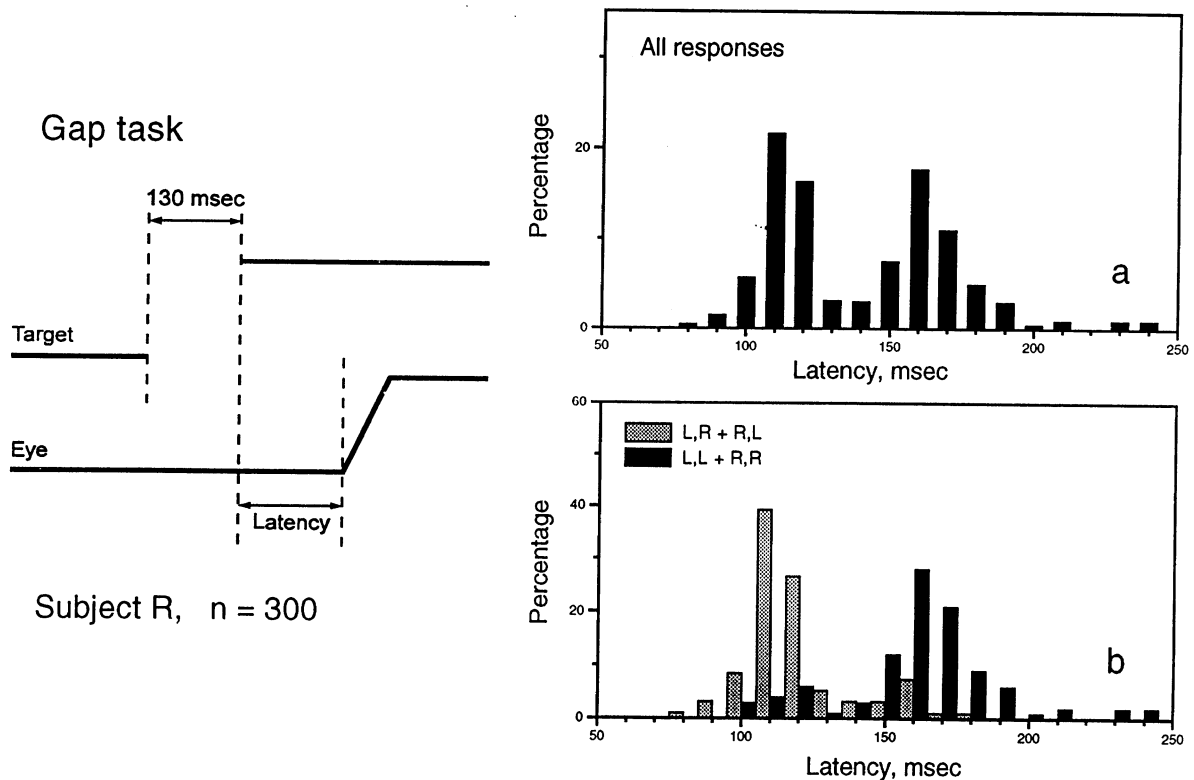 Gap task
130 msec
Target
Eye
Latency
Subject R, n = 300
All responses
Percentage
20
0
50
100
150
200
250
Latency, msec
a
60
L,R + R,L
L,L + R,R
40
Percentage
20
0
b
50
100
150
200
250
Latency, msec